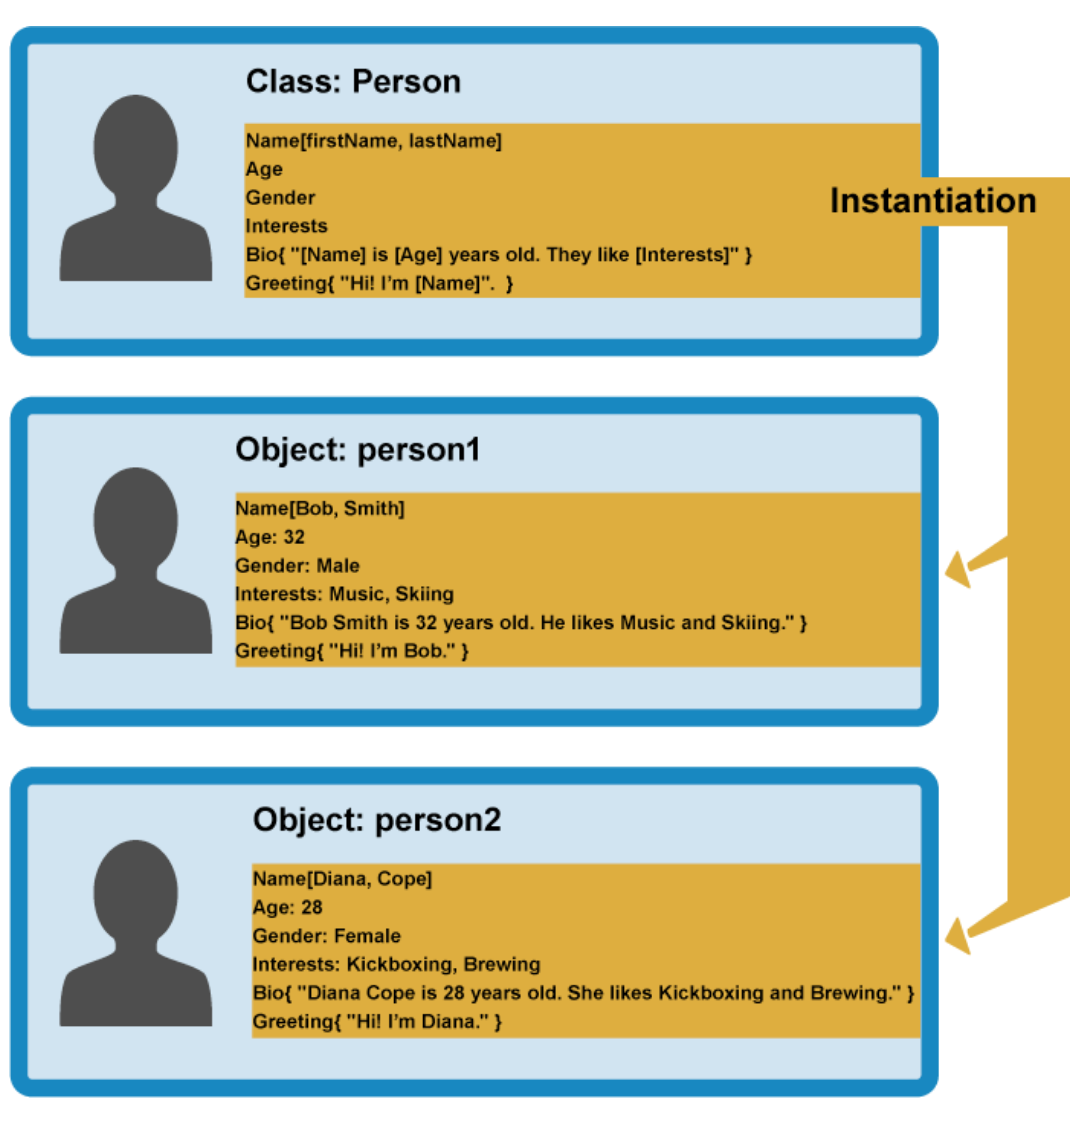 Class: Person
Name[firstName, lastName]
Age
Gender
Interests
Bio{ "[Name] is [Age] years old. They like [Interests]" }
Greeting{ "Hi! I’m [Name]".  }
Instantiation
Object: person1
Name[Bob, Smith]
Age: 32
Gender: Male
Interests: Music, Skiing
Bio{ "Bob Smith is 32 years old. He likes Music and Skiing." }
Greeting{ "Hi! I’m Bob." }
Object: person2
Name[Diana, Cope]
Age: 28
Gender: Female
Interests: Kickboxing, Brewing
Bio{ "Diana Cope is 28 years old. She likes Kickboxing and Brewing." }
Greeting{ "Hi! I’m Diana." }